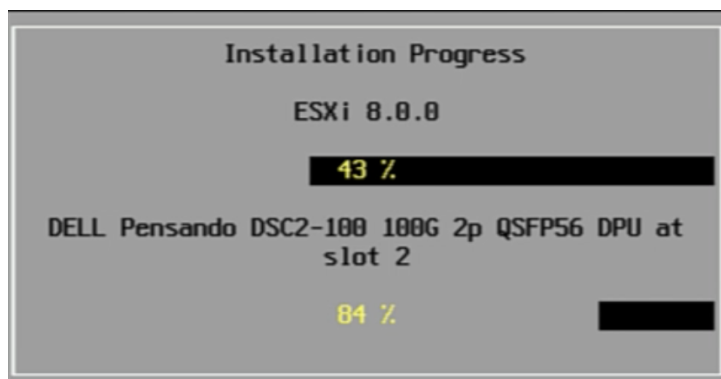 Installation Progress
ESXi 8.0.0
43 %
DELL Pensando DSC2-100 100G 2p QSFP56 DPU at
slot 2
84 %